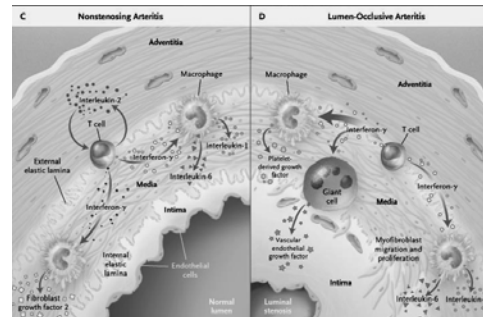 C
Nonstenosing Arteritis
Adventitia
Macrophage
Interleukin-2
T cell
Interferon-γ
Interleukin-1
External
elastic lamina
Media
Interleukin-6
Interferon-γ
Intima
Internal
elastic
lamina
Endothelial
cells
Fibroblast
growth factor 2
Normal
lumen
D
Lumen-Occlusive Arteritis
Adventitia
Macrophage
Interferon-γ
T cell
Platelet-
derived growth
factor
Interferon-γ
Giant
cell
Media
Vascular
endothelial
growth factor
Myofibroblast
migration and
proliferation
Intima
Interleukin-6
Interleukin-
Luminal
stenosis